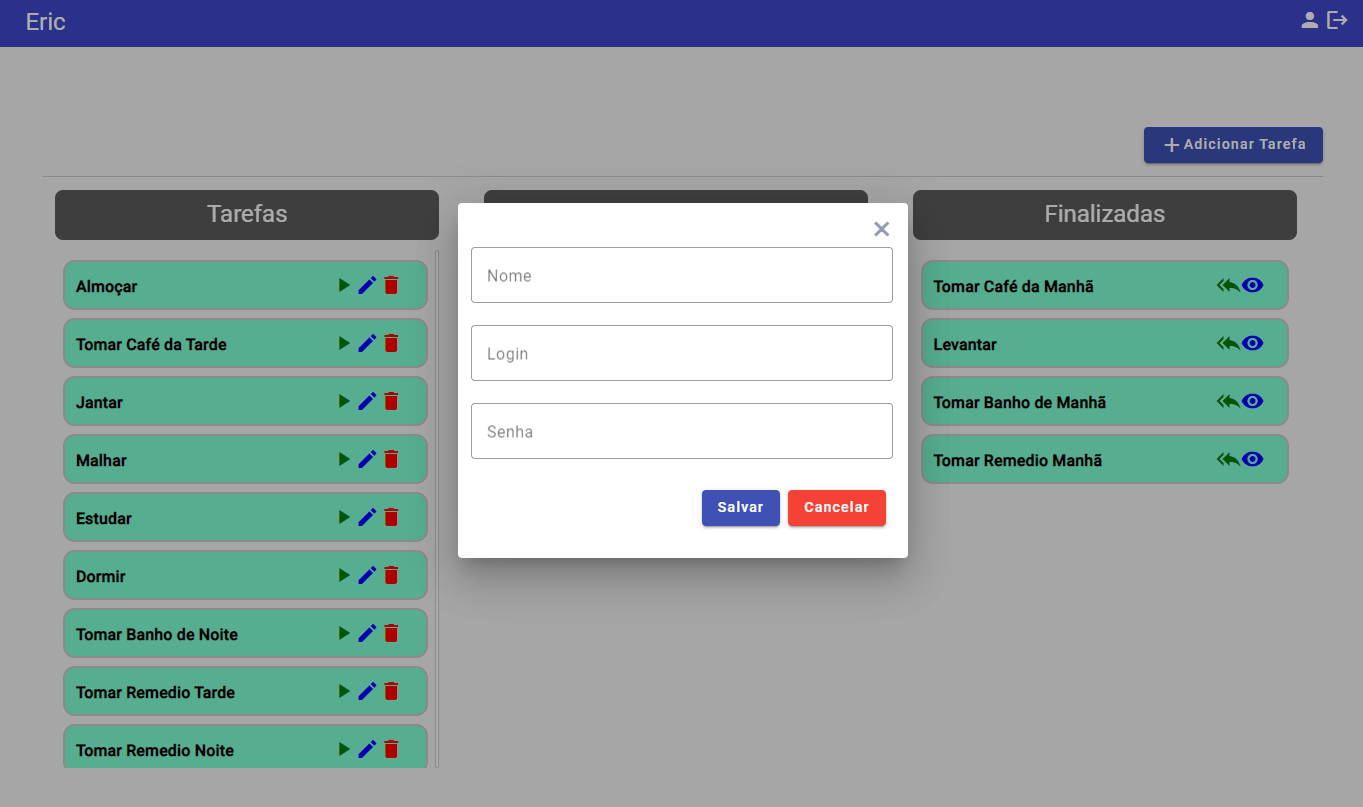 Eric
Adicionar Tarefa
Tarefas
Almoçar
Tomar Café da Tarde
Jantar
Malhar
Estudar
Dormir
Tomar Banho de Noite
Tomar Remedio Tarde
Tomar Remedio Noite
Nome
Login
Senha
Salvar
Cancelar
Finalizadas
Tomar Café da Manhã
Levantar
Tomar Banho de Manhã
Tomar Remedio Manhã